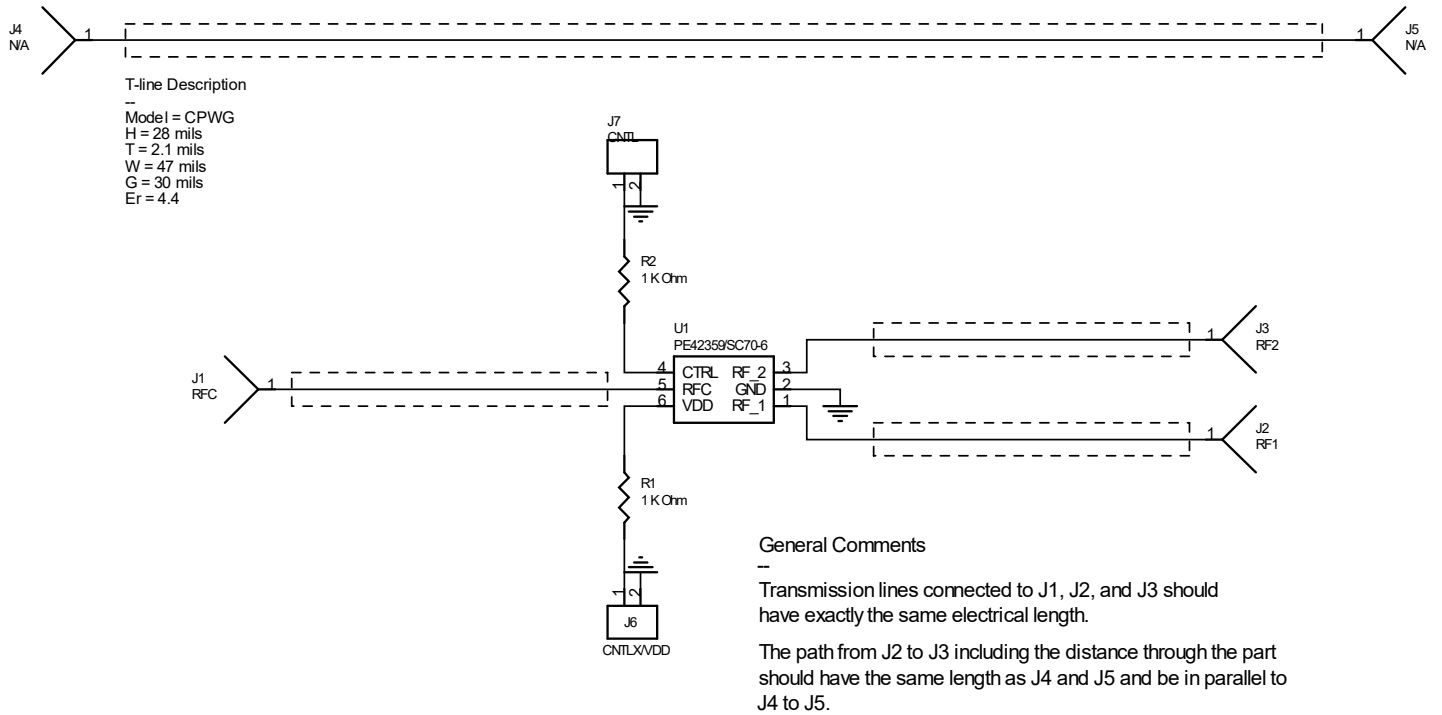 J4
N/A
1
1
J5
N/A
T-line Description
--
Model = CPWG
H = 28 mils
T = 2.1 mils
W = 47 mils
G = 30 mils
Er = 4.4
J7
CNTL
1
2
R2
1 K Ohm
U1
PE42359/SC70-6
4 CTRL RF_2 3
5 RFC GND 2
6 VDD RF_1 1
J1
RFC
1
1
J3
RF2
1
J2
RF1
R1
1 K Ohm
1
2
J6
CNTLX/VDD
General Comments
--
Transmission lines connected to J1, J2, and J3 should
have exactly the same electrical length.
The path from J2 to J3 including the distance through the part
should have the same length as J4 and J5 and be in parallel to
J4 to J5.